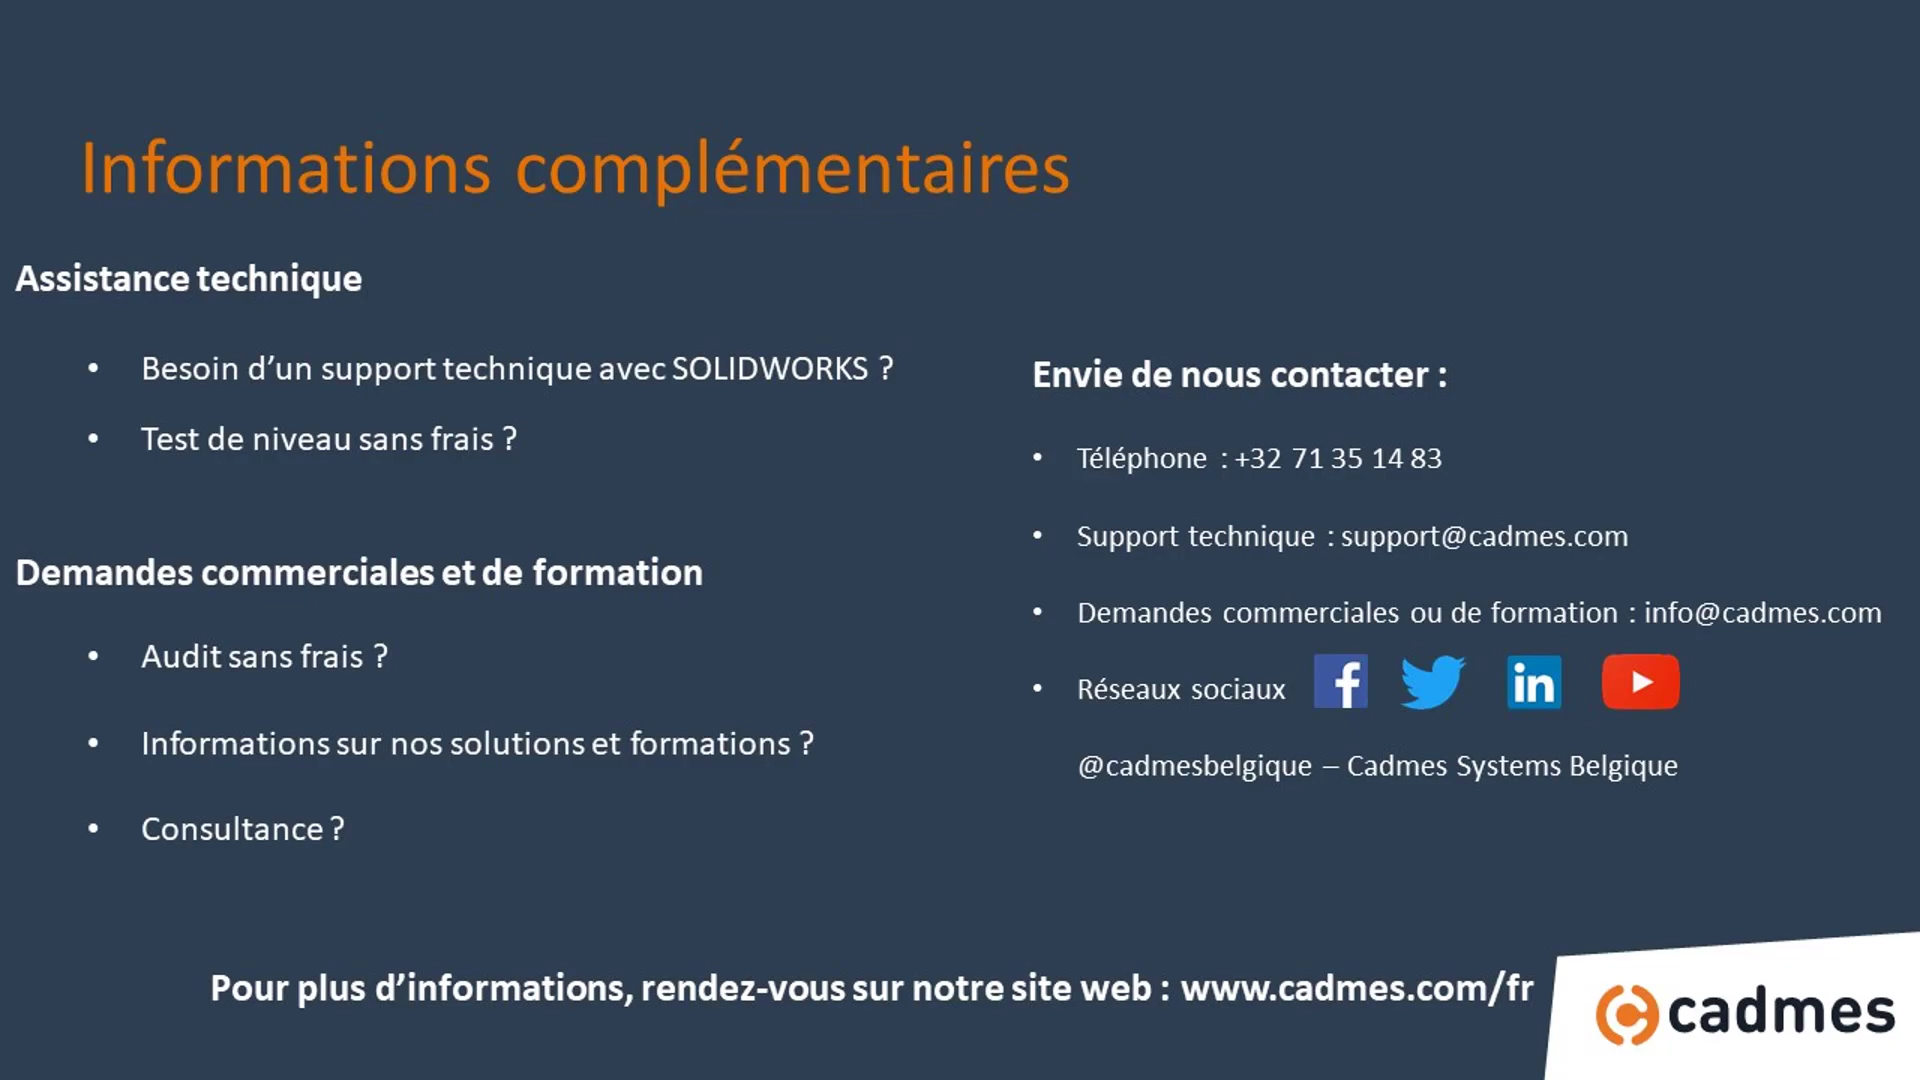 Informations complémentaires
Assistance technique
• Besoin d’un support technique avec SOLIDWORKS ?
• Test de niveau sans frais ?
Demandes commerciales et de formation
• Audit sans frais ?
• Informations sur nos solutions et formations ?
• Consultance ?
Envie de nous contacter :
• Téléphone : +32 71 35 14 83
• Support technique : support@cadmes.com
• Demandes commerciales ou de formation : info@cadmes.com
• Réseaux sociaux f in
@cadmesbelgique – Cadmes Systems Belgique
Pour plus d’informations, rendez-vous sur notre site web : www.cadmes.com/fr
cadmes